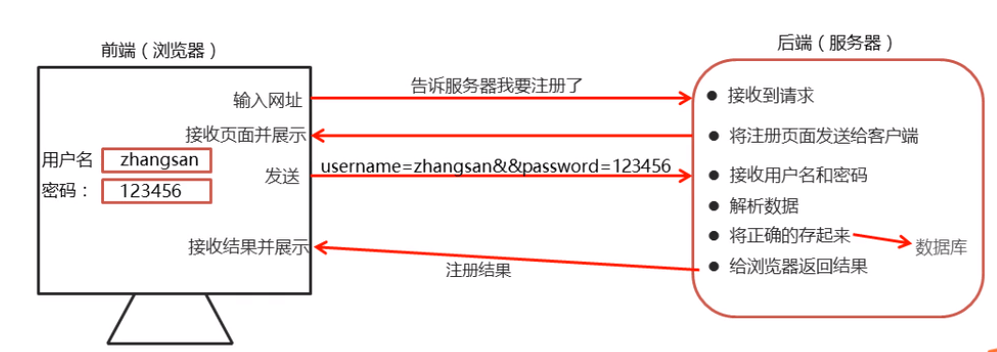 前端（浏览器）
后端（服务器）
输入网址
告诉服务器我要注册了
接收到请求
接收页面并展示
将注册页面发送给客户端
用户名 zhangsan
发送
username=zhangsan&&password=123456
接收用户名和密码
密码： 123456
解析数据
将正确的存起来
数据库
接收结果并展示
注册结果
给浏览器返回结果